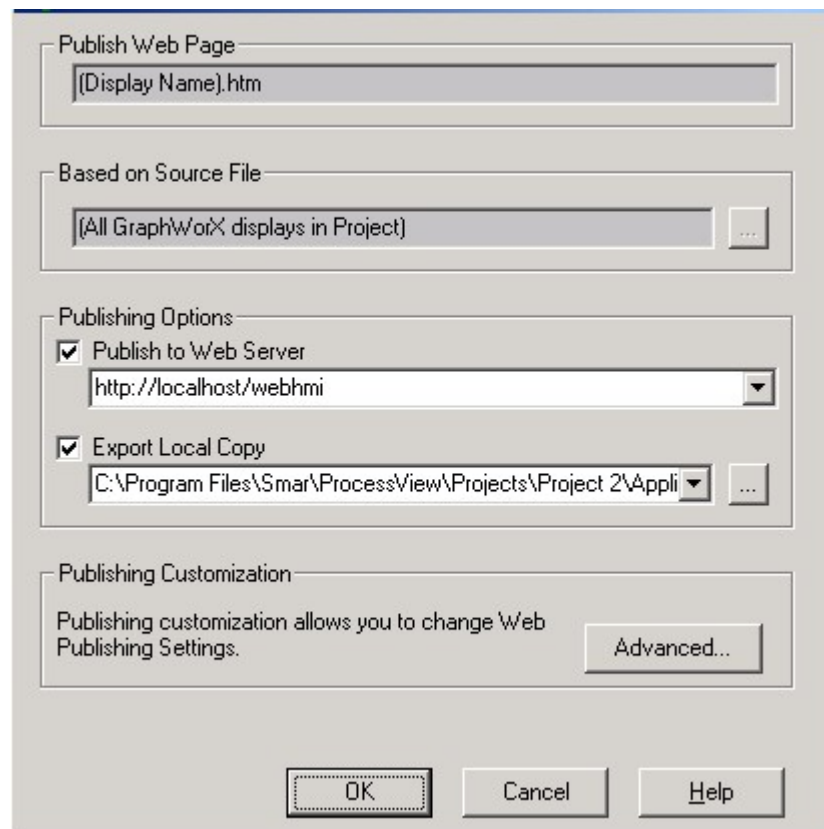 Publish Web Page
(Display Name).htm
Based on Source File
(All GraphWorX displays in Project)
...
Publishing Options
Publish to Web Server
http://localhost/webhmi
Export Local Copy
C:\Program Files\Smar\ProcessView\Projects\Project 2\Appli
...
Publishing Customization
Publishing customization allows you to change Web
Publishing Settings.
Advanced...
OK
Cancel
Help